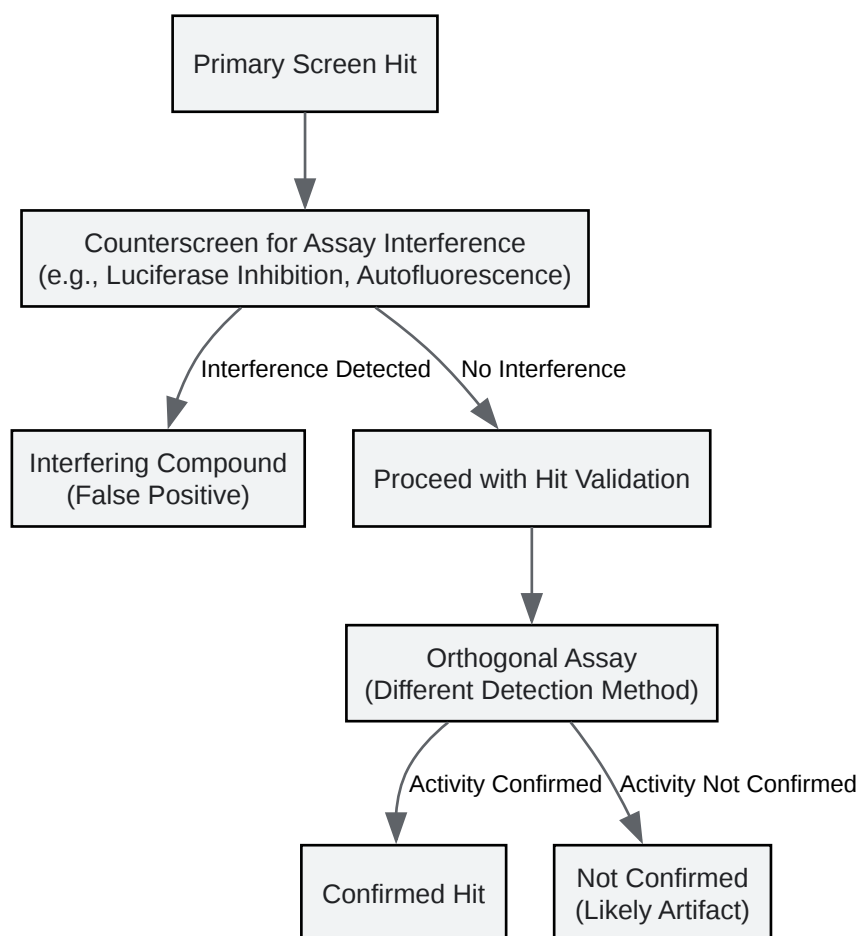 Primary Screen Hit
Counterscreen for Assay Interference
(e.g., Luciferase Inhibition, Autofluorescence)
Interference Detected
No Interference
Interfering Compound
(False Positive)
Proceed with Hit Validation
Orthogonal Assay
(Different Detection Method)
Activity Confirmed
Activity Not Confirmed
Confirmed Hit
Not Confirmed
(Likely Artifact)